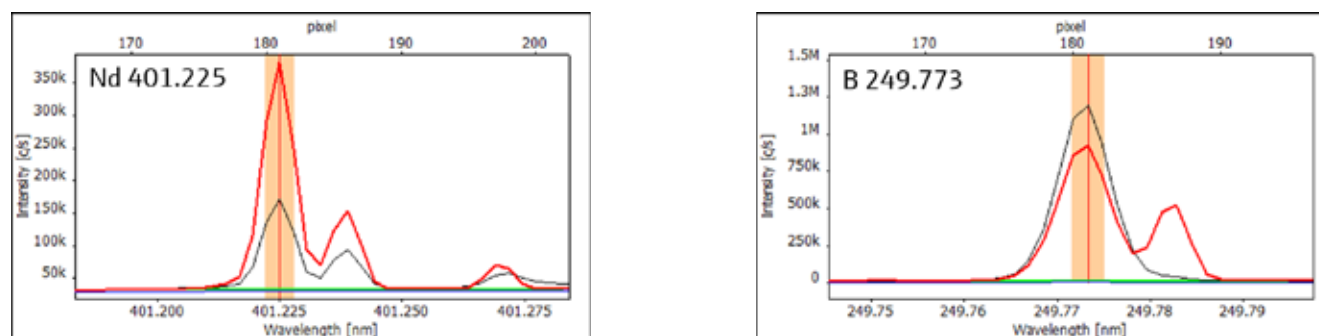 pixel
170 180 190 200
Nd 401.225
350k
300k
250k
200k
150k
100k
50k
Intensity [c/s]
401.200 401.225 401.250 401.275
Wavelength [nm]
pixel
170 180 190
B 249.773
1.5M
1.3M
1M
750k
500k
250k
0
Intensity [c/s]
249.75 249.76 249.77 249.78 249.79
Wavelength [nm]